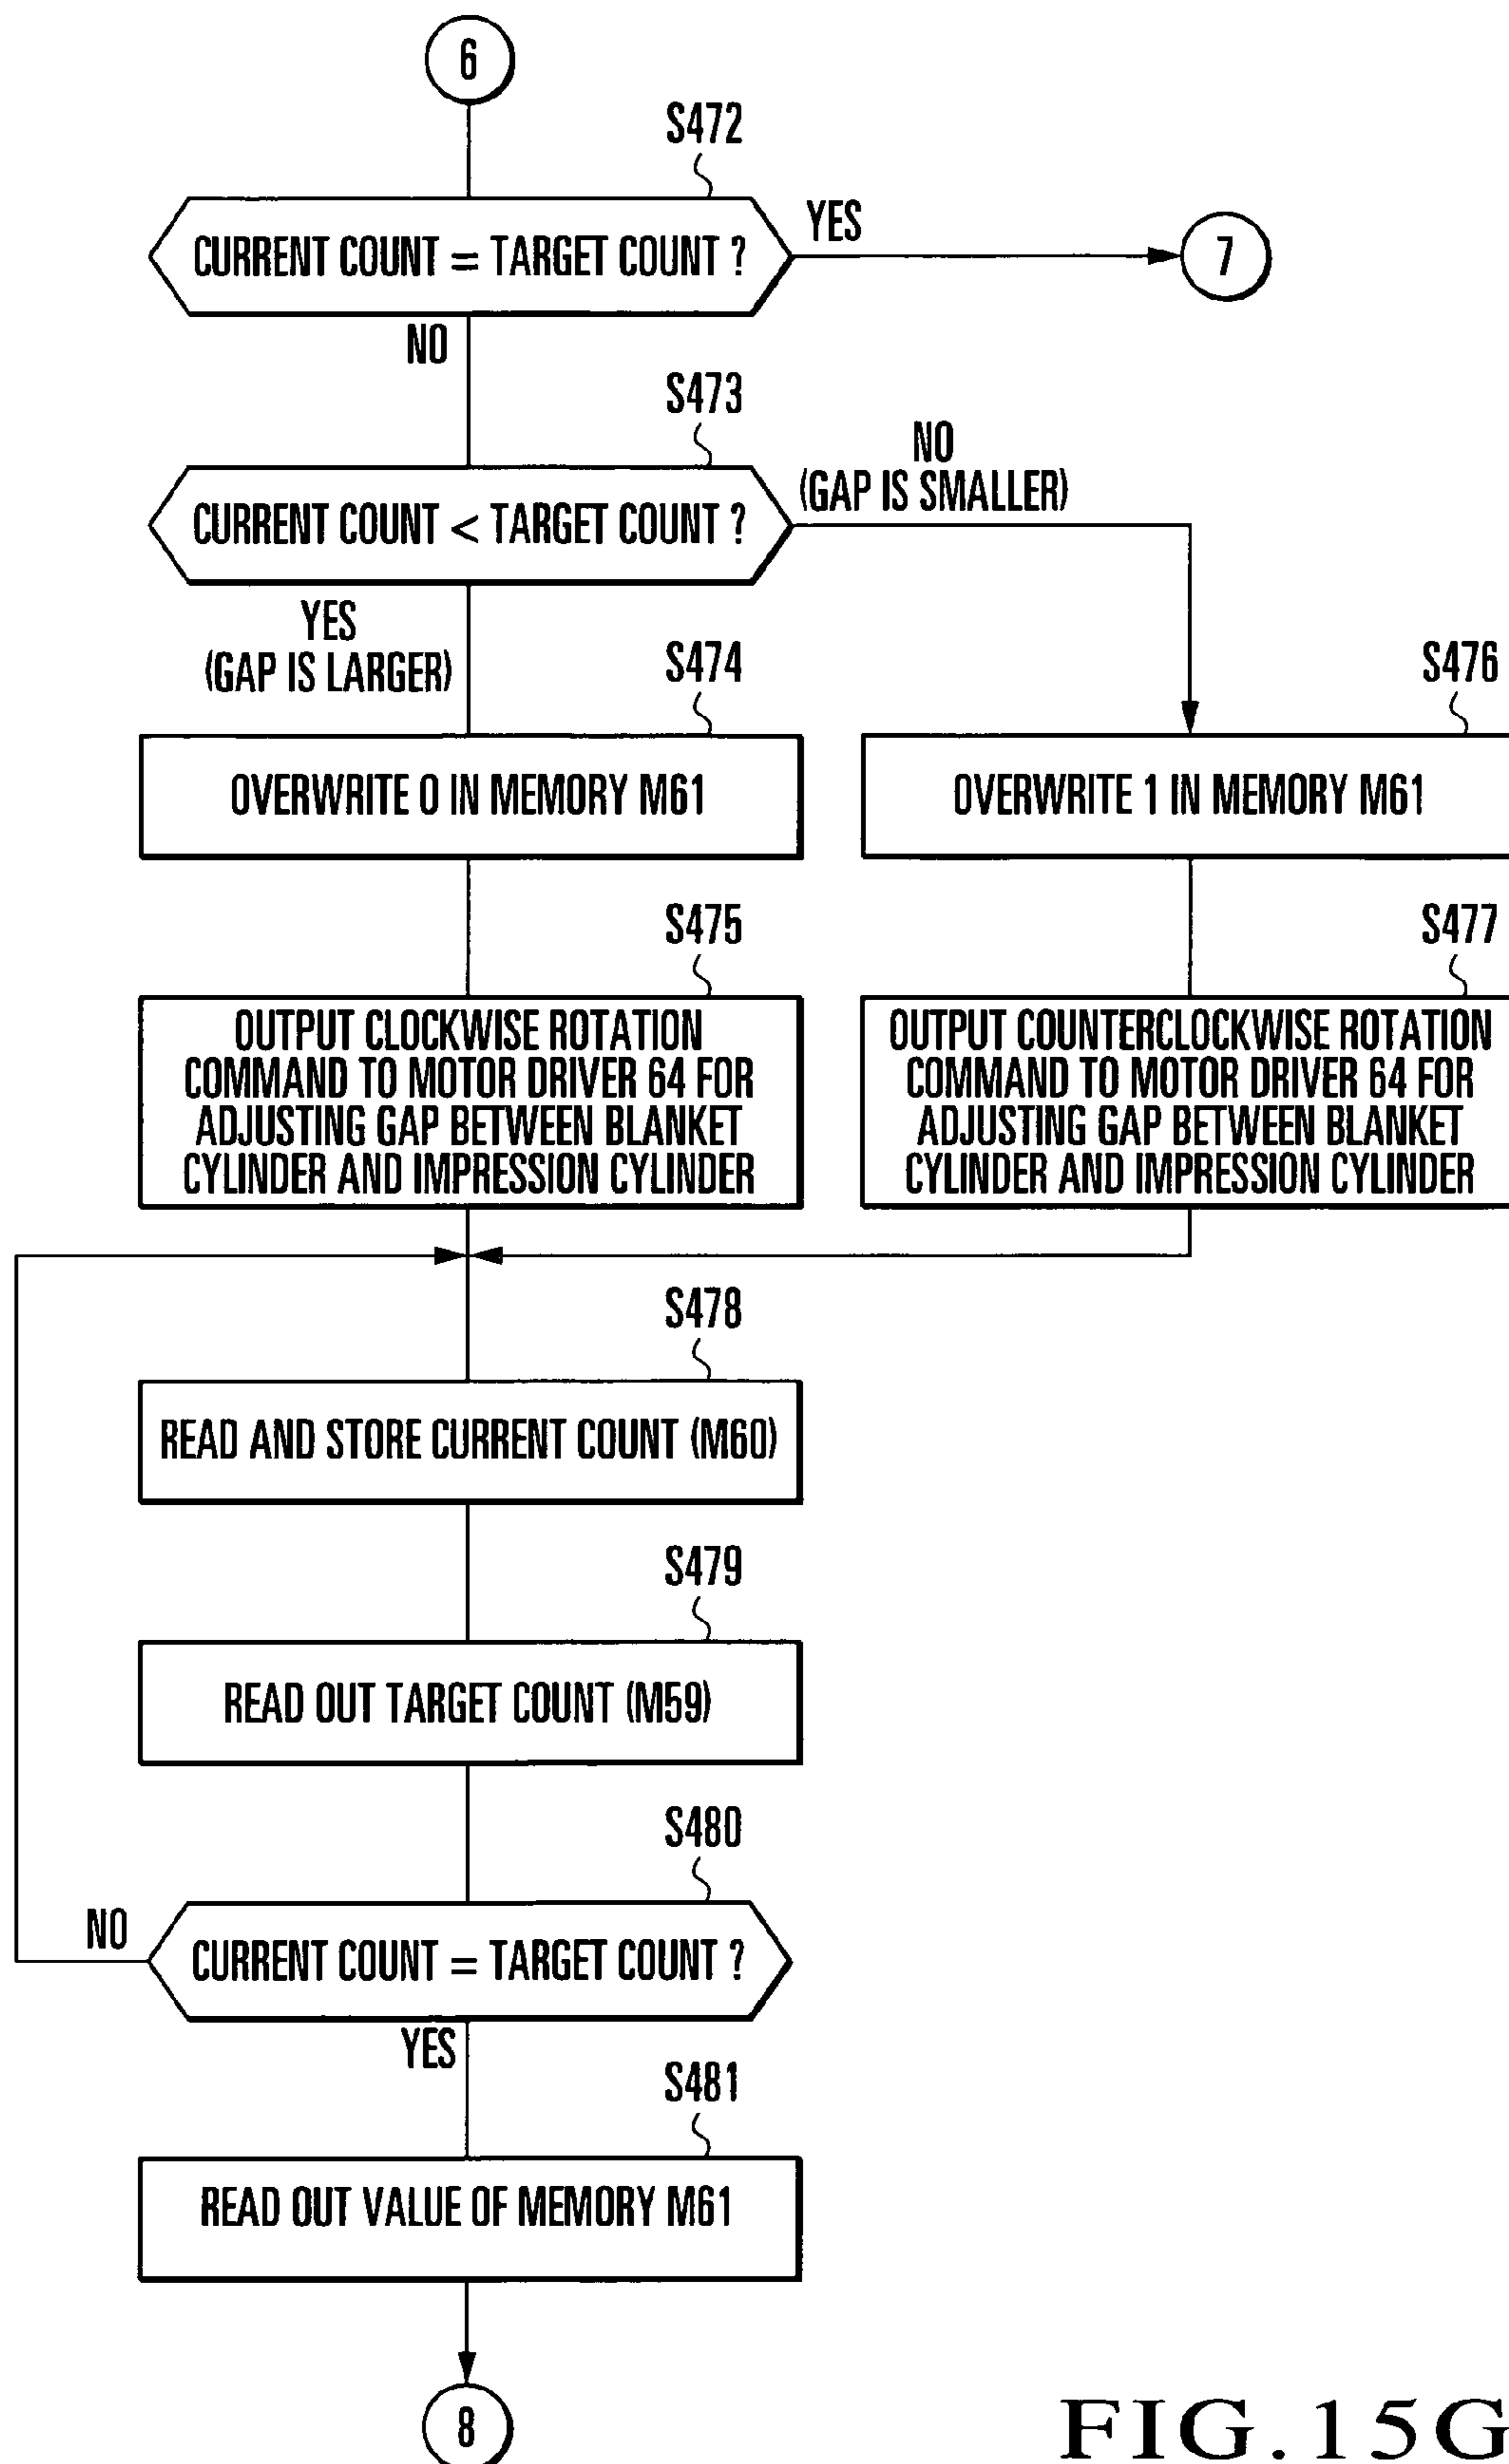 6
S472
CURRENT COUNT = TARGET COUNT ?
YES
7
NO
S473
CURRENT COUNT < TARGET COUNT ?
NO
(GAP IS SMALLER)
YES
(GAP IS LARGER)
S474
OVERWRITE 0 IN MEMORY M61
S476
OVERWRITE 1 IN MEMORY M61
S475
OUTPUT CLOCKWISE ROTATION
COMMAND TO MOTOR DRIVER 64 FOR
ADJUSTING GAP BETWEEN BLANKET
CYLINDER AND IMPRESSION CYLINDER
S477
OUTPUT COUNTERCLOCKWISE ROTATION
COMMAND TO MOTOR DRIVER 64 FOR
ADJUSTING GAP BETWEEN BLANKET
CYLINDER AND IMPRESSION CYLINDER
S478
READ AND STORE CURRENT COUNT (M60)
S479
READ OUT TARGET COUNT (M59)
S480
CURRENT COUNT = TARGET COUNT ?
NO
YES
S481
READ OUT VALUE OF MEMORY M61
8
FIG.15G